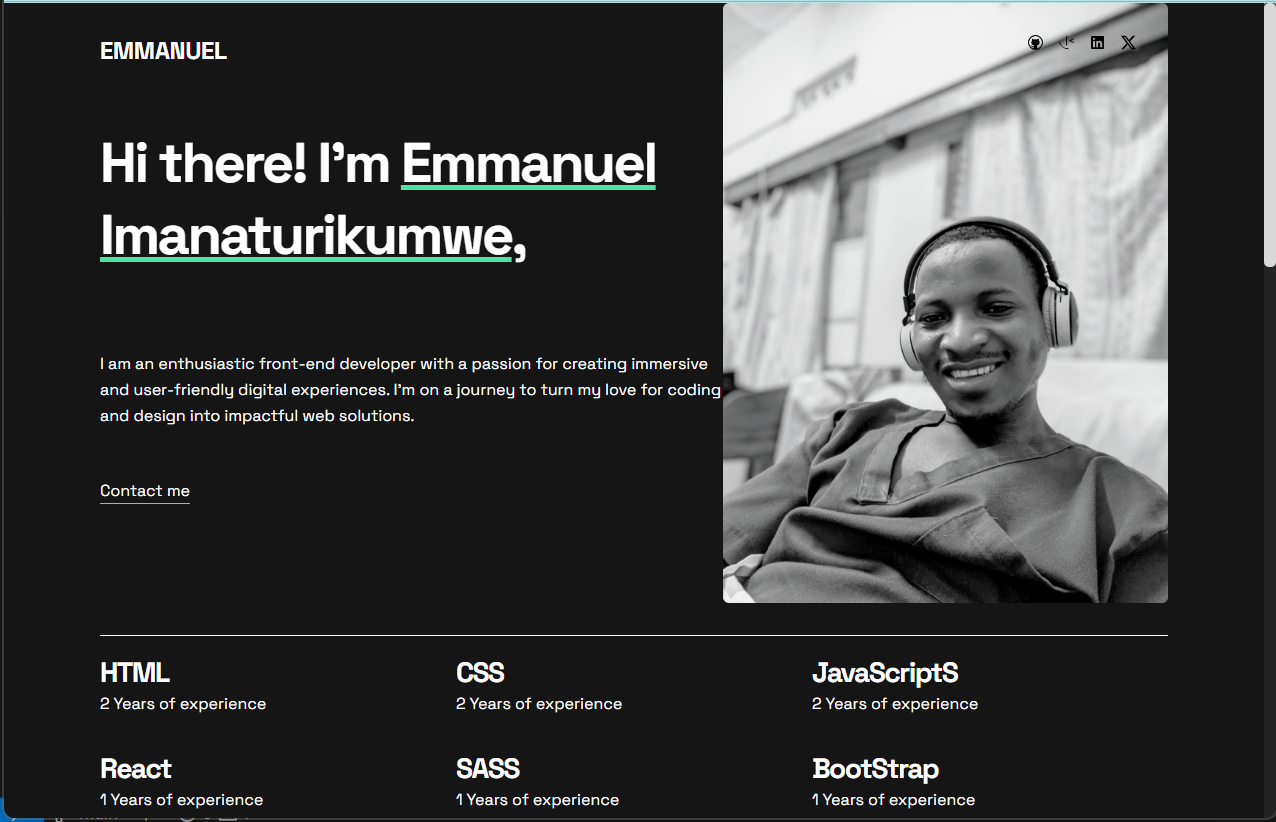 EMMANUEL
Hi there! I’m Emmanuel
Imanaturikumwe,
I am an enthusiastic front-end developer with a passion for creating immersive
and user-friendly digital experiences. I’m on a journey to turn my love for coding
and design into impactful web solutions.
Contact me
HTML
2 Years of experience
CSS
2 Years of experience
JavaScriptS
2 Years of experience
React
1 Years of experience
SASS
1 Years of experience
BootStrap
1 Years of experience